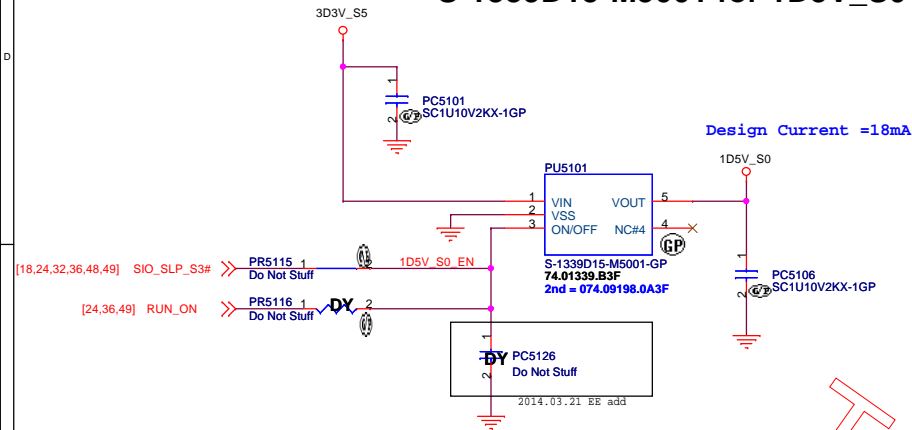 3D3V_S5
D
1
PC5101
SC1U10V2KX-1GP
2
G/P
Design Current =18mA
1D5V_S0
PU5101
1 VIN VOUT 5
2 VSS
3 ON/OFF NC#4 4
GP
S-1339D15-M5001-GP
74.01339.B3F
2nd = 074.09198.0A3F
[18,24,32,36,48,49] SIO_SLP_S3# PR5115 1 2 1D5V_S0_EN
Do Not Stuff
[24,36,49] RUN_ON PR5116 1 DY 2
Do Not Stuff
1
PC5106
SC1U10V2KX-1GP
2
G/P
1
DY PC5126
2 Do Not Stuff
2014.03.21 EE add